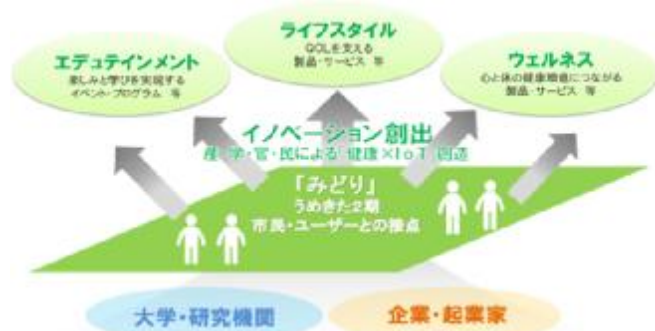 ライフスタイル
QOLを支える
製品・サービス 等
エデュテインメント
楽しみと学びを実現する
イベント・プログラム 等
ウェルネス
心と体の健康増進につながる
製品・サービス 等
イノベーション創出
産・学・官・民による「健康×IoT」創造
「みどり」
うめきた2期
市民・ユーザーとの接点
大学・研究機関
企業・起業家